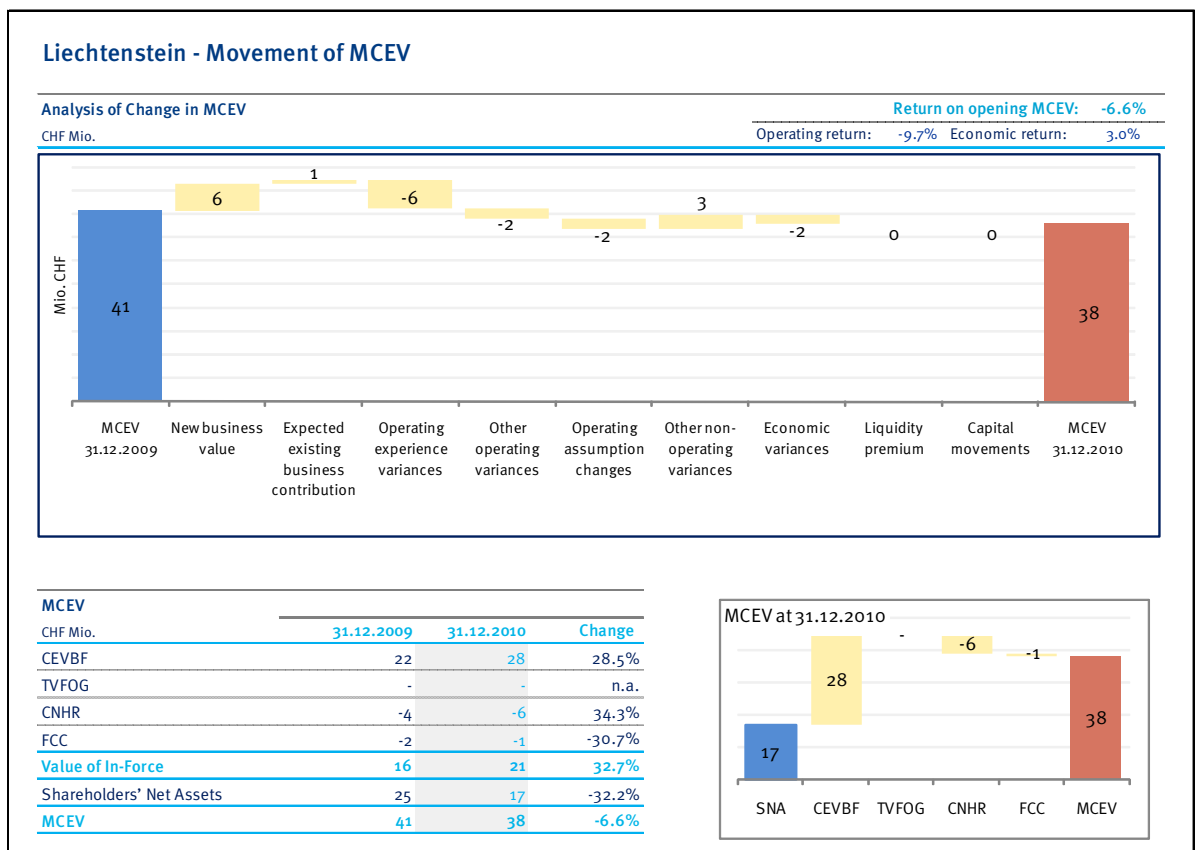 Liechtenstein - Movement of MCEV
Analysis of Change in MCEV
Return on opening MCEV: -6.6%
CHF Mio.
Operating return: -9.7% Economic return: 3.0%
Mio. CHF
41
6
1
-6
-2
-2
3
-2
0
0
38
MCEV
31.12.2009
New business
value
Expected
existing
business
contribution
Operating
experience
variances
Other
operating
variances
Operating
assumption
changes
Other non-
operating
variances
Economic
variances
Liquidity
premium
Capital
movements
MCEV
31.12.2010
MCEV
CHF Mio. 31.12.2009 31.12.2010 Change
CEVBF 22 28 28.5%
TVFOG - - n.a.
CNHR -4 -6 34.3%
FCC -2 -1 -30.7%
Value of In-Force 16 21 32.7%
Shareholders' Net Assets 25 17 -32.2%
MCEV 41 38 -6.6%
MCEV at 31.12.2010
17
28
-
-6
-1
38
SNA CEVBF TVFOG CNHR FCC MCEV